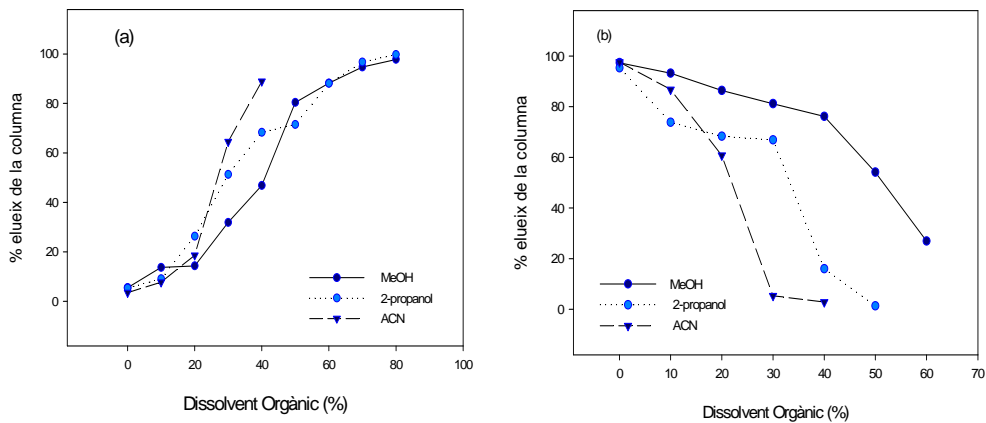 (a)
% elueix de la columna
100
80
60
40
20
0
MeOH
2-propanol
ACN
0 20 40 60 80 100
Dissolvent Orgànic (%)
(b)
% elueix de la columna
100
80
60
40
20
0
MeOH
2-propanol
ACN
0 10 20 30 40 50 60 70
Dissolvent Orgànic (%)